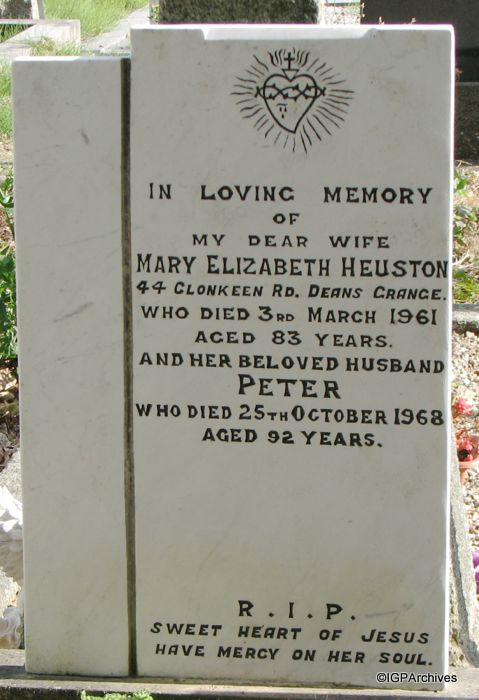 IN LOVING MEMORY
OF
MY DEAR WIFE
MARY ELIZABETH HEUSTON
44 CLONKEEN RD. DEANS GRANGE.
WHO DIED 3RD MARCH 1961
AGED 83 YEARS.
AND HER BELOVED HUSBAND
PETER
WHO DIED 25TH OCTOBER 1968
AGED 92 YEARS.
R. I. P.
SWEET HEART OF JESUS
HAVE MERCY ON HER SOUL.
©IGPArchives